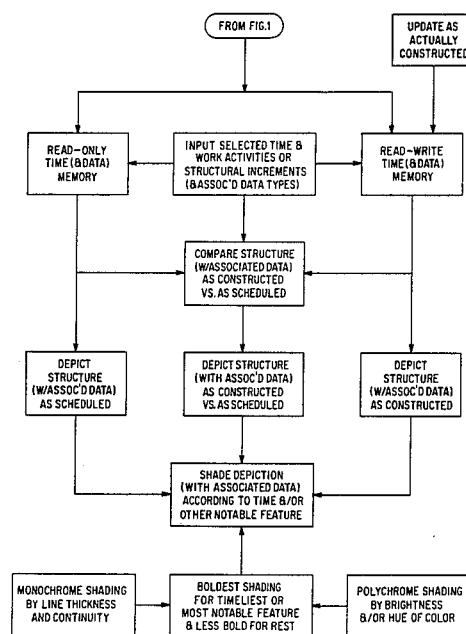 FROM FIG.1
UPDATE AS
ACTUALLY
CONSTRUCTED
READ-ONLY
TIME (&DATA)
MEMORY
INPUT SELECTED TIME &
WORK ACTIVITIES OR
STRUCTURAL INCREMENTS
(&ASSOC'D DATA TYPES)
READ-WRITE
TIME (&DATA)
MEMORY
COMPARE STRUCTURE
(W/ASSOCIATED DATA)
AS CONSTRUCTED
VS. AS SCHEDULED
DEPICT
STRUCTURE
(W/ASSOC'D DATA)
AS SCHEDULED
DEPICT STRUCTURE
(WITH ASSOC'D DATA)
AS CONSTRUCTED
VS. AS SCHEDULED
DEPICT
STRUCTURE
(W/ASSOC'D DATA)
AS CONSTRUCTED
SHADE DEPICTION
(WITH ASSOCIATED DATA)
ACCORDING TO TIME &/OR
OTHER NOTABLE FEATURE
MONOCHROME SHADING
BY LINE THICKNESS
AND CONTINUITY
BOLDEST SHADING
FOR TIMELIEST OR
MOST NOTABLE FEATURE
& LESS BOLD FOR REST
POLYCHROME SHADING
BY BRIGHTNESS
&/OR HUE OF COLOR